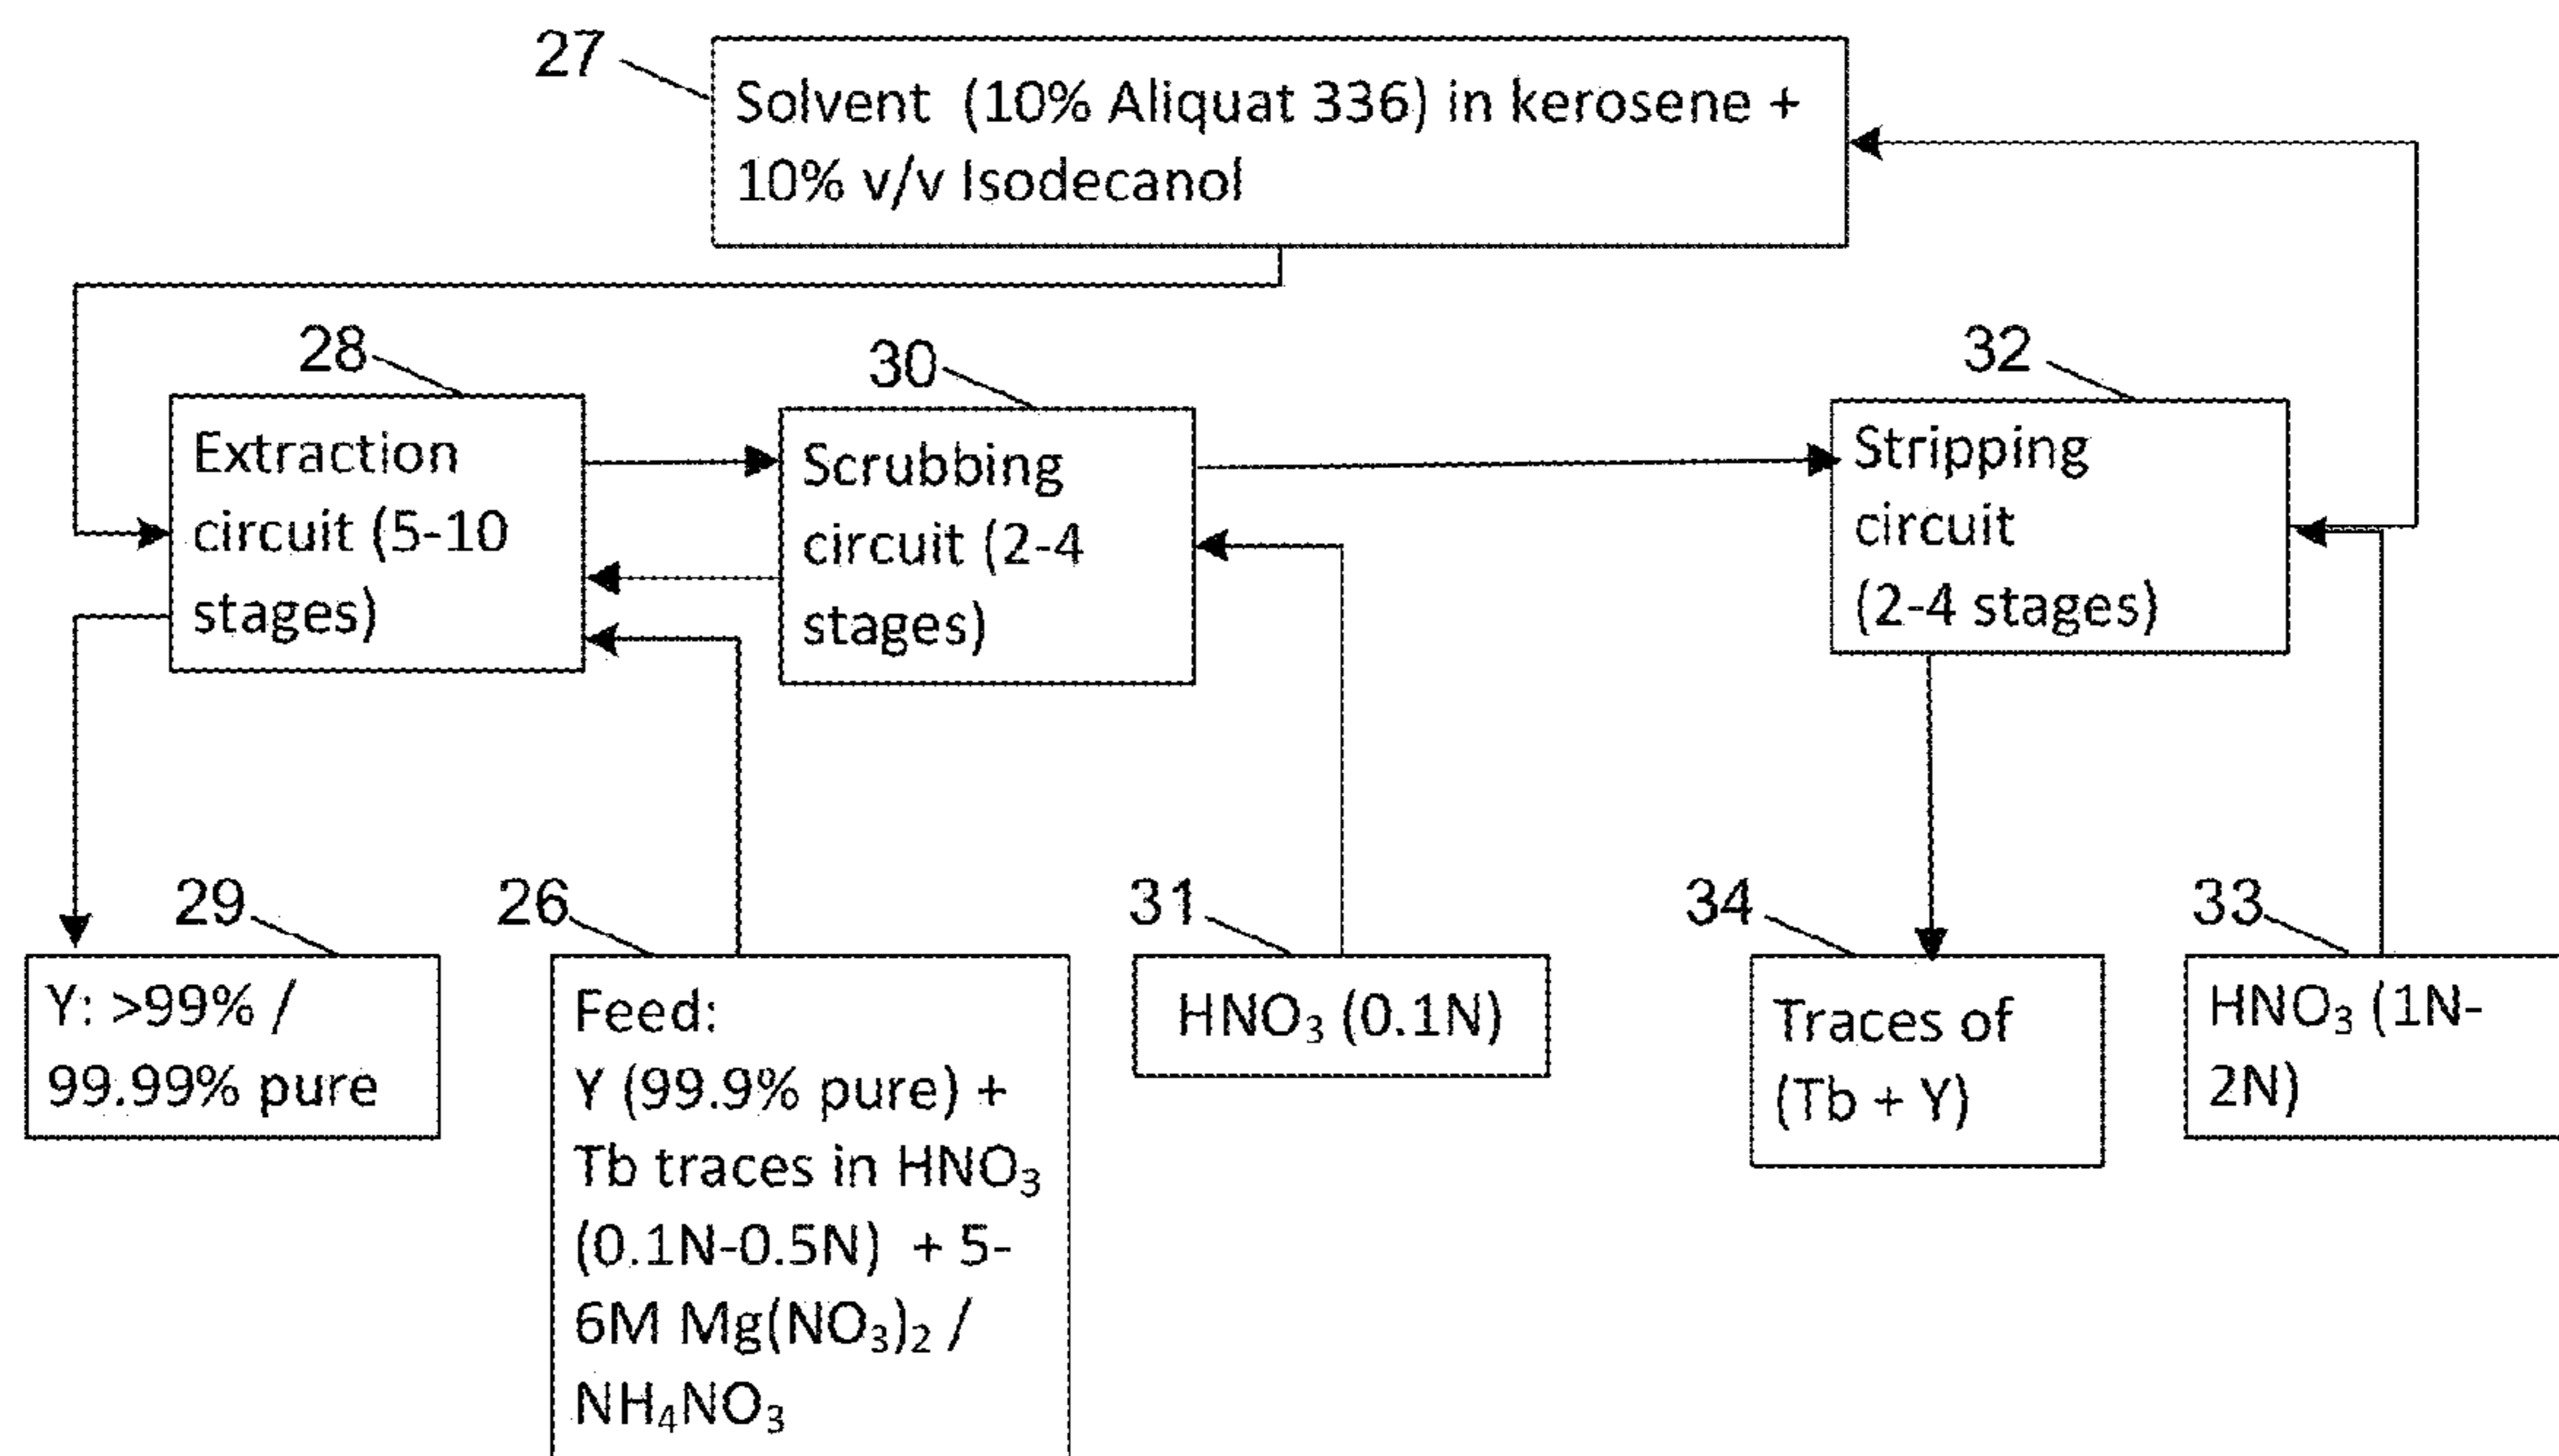 27
Solvent (10% Aliquat 336) in kerosene +
10% v/v Isodecanol
28
Extraction
circuit (5-10
stages)
30
Scrubbing
circuit (2-4
stages)
32
Stripping
circuit
(2-4 stages)
29
Y: >99% /
99.99% pure
26
Feed:
Y (99.9% pure) +
Tb traces in HNO₃
(0.1N-0.5N) + 5-
6M Mg(NO₃)₂ /
NH₄NO₃
31
HNO₃ (0.1N)
34
Traces of
(Tb + Y)
33
HNO₃ (1N-
2N)